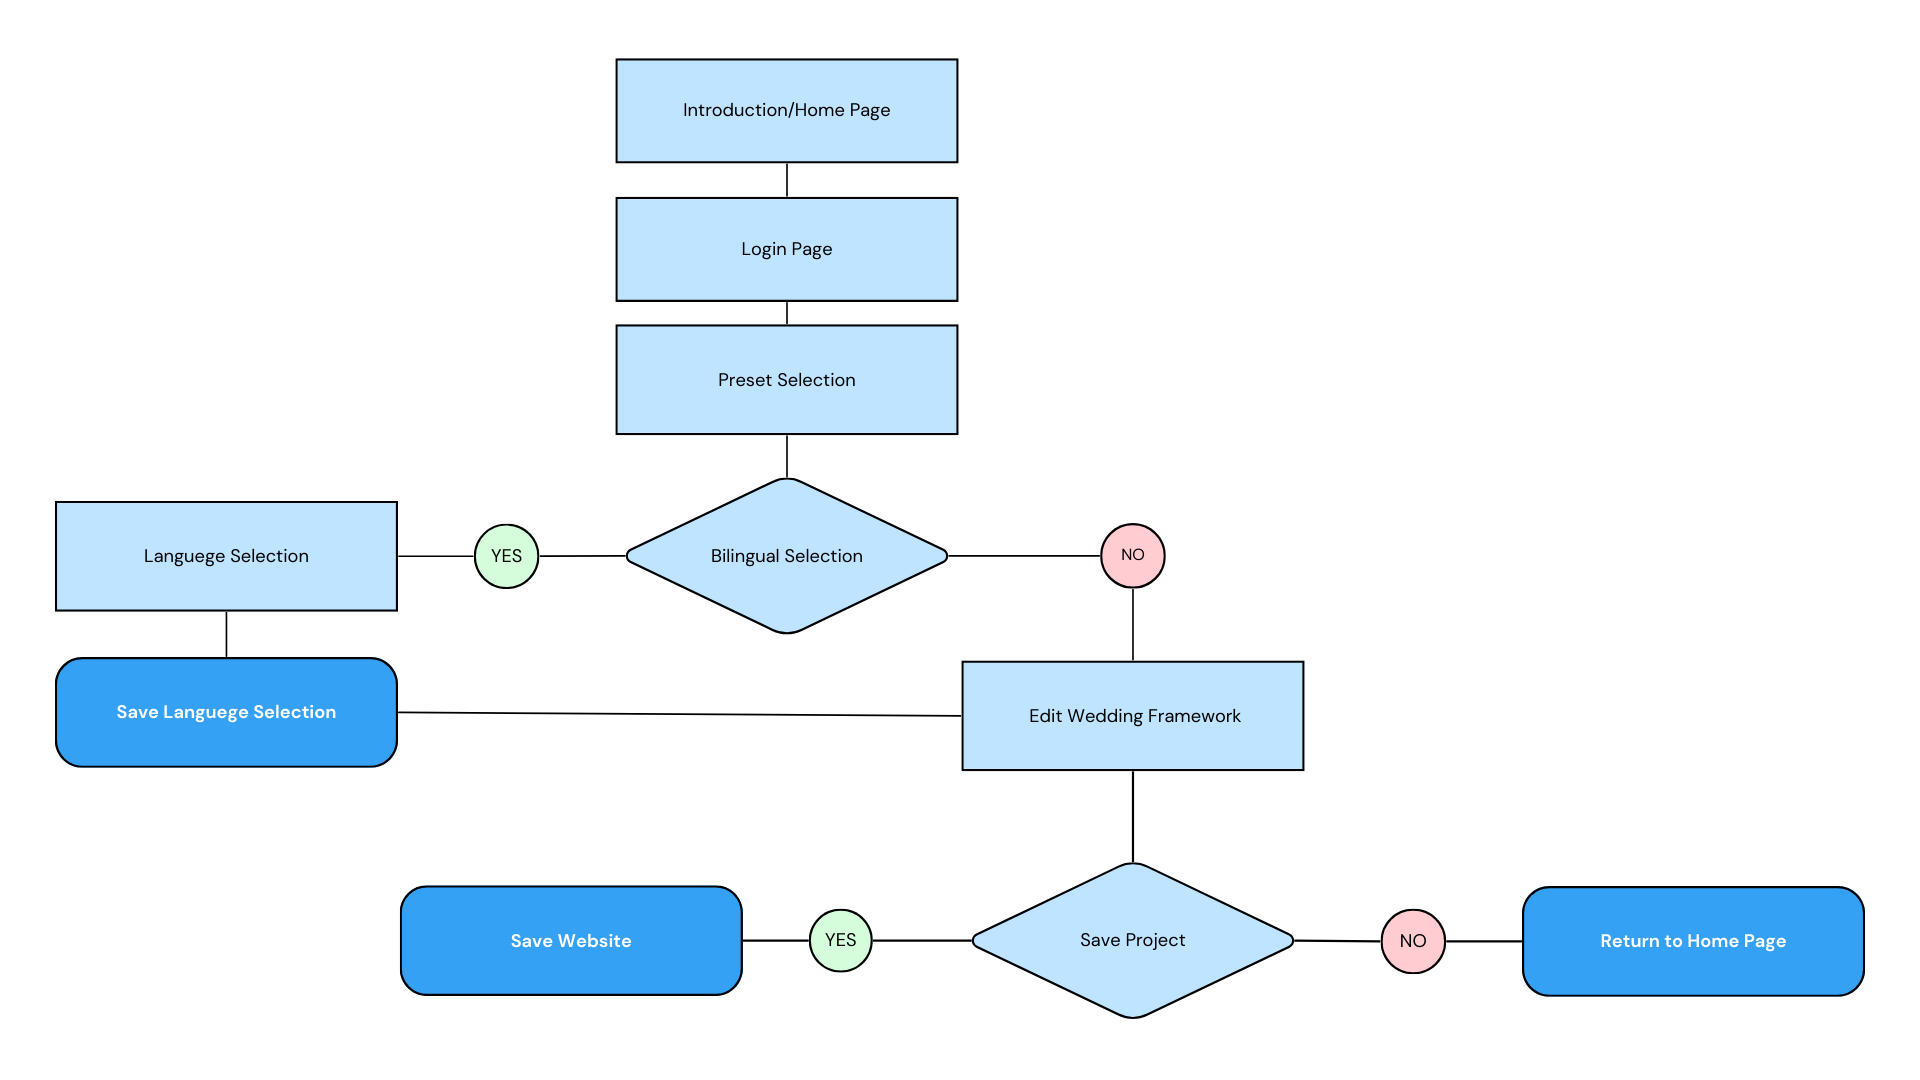 Introduction/Home Page
Login Page
Preset Selection
Languege Selection
YES
Bilingual Selection
NO
Save Languege Selection
Edit Wedding Framework
Save Website
YES
Save Project
NO
Return to Home Page